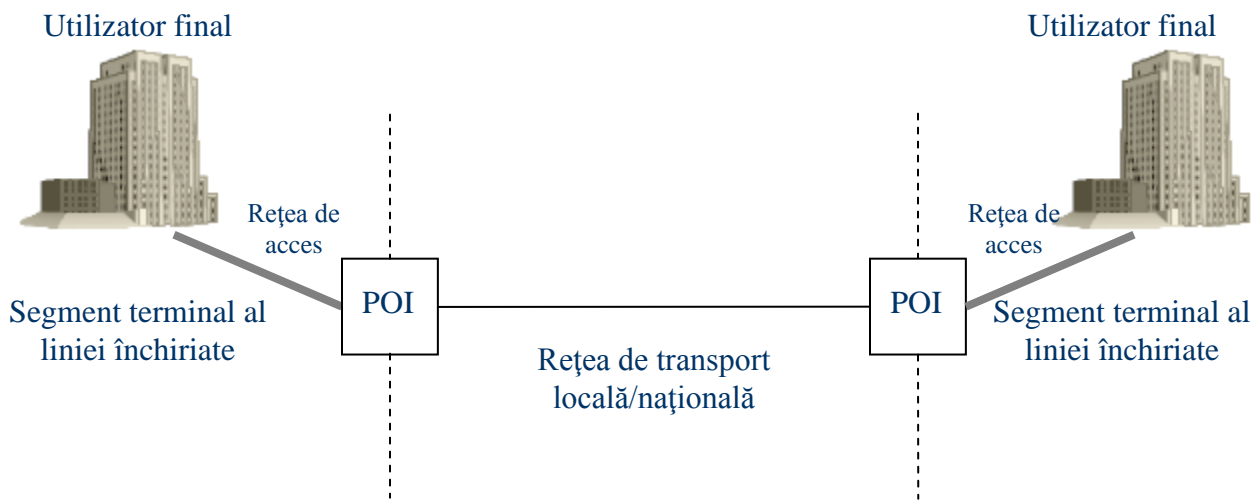 Utilizator final
Utilizator final
Reţea de
acces
Reţea de
acces
POI
POI
Segment terminal al
liniei închiriate
Segment terminal al
liniei închiriate
Reţea de transport
locală/naţională